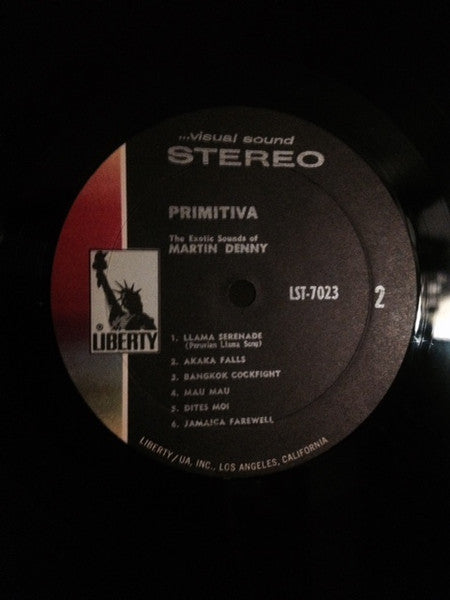 ...visual sound
STEREO
PRIMITIVA
The Exotic Sounds of
MARTIN DENNY
LST-7023
2
® LIBERTY
1. LLAMA SERENADE
(Peruvian Llama Song)
2. AKAKA FALLS
3. BANGKOK COCKFIGHT
4. MAU MAU
5. DITES MOI
6. JAMAICA FAREWELL
LIBERTY/UA, INC., LOS ANGELES, CALIFORNIA